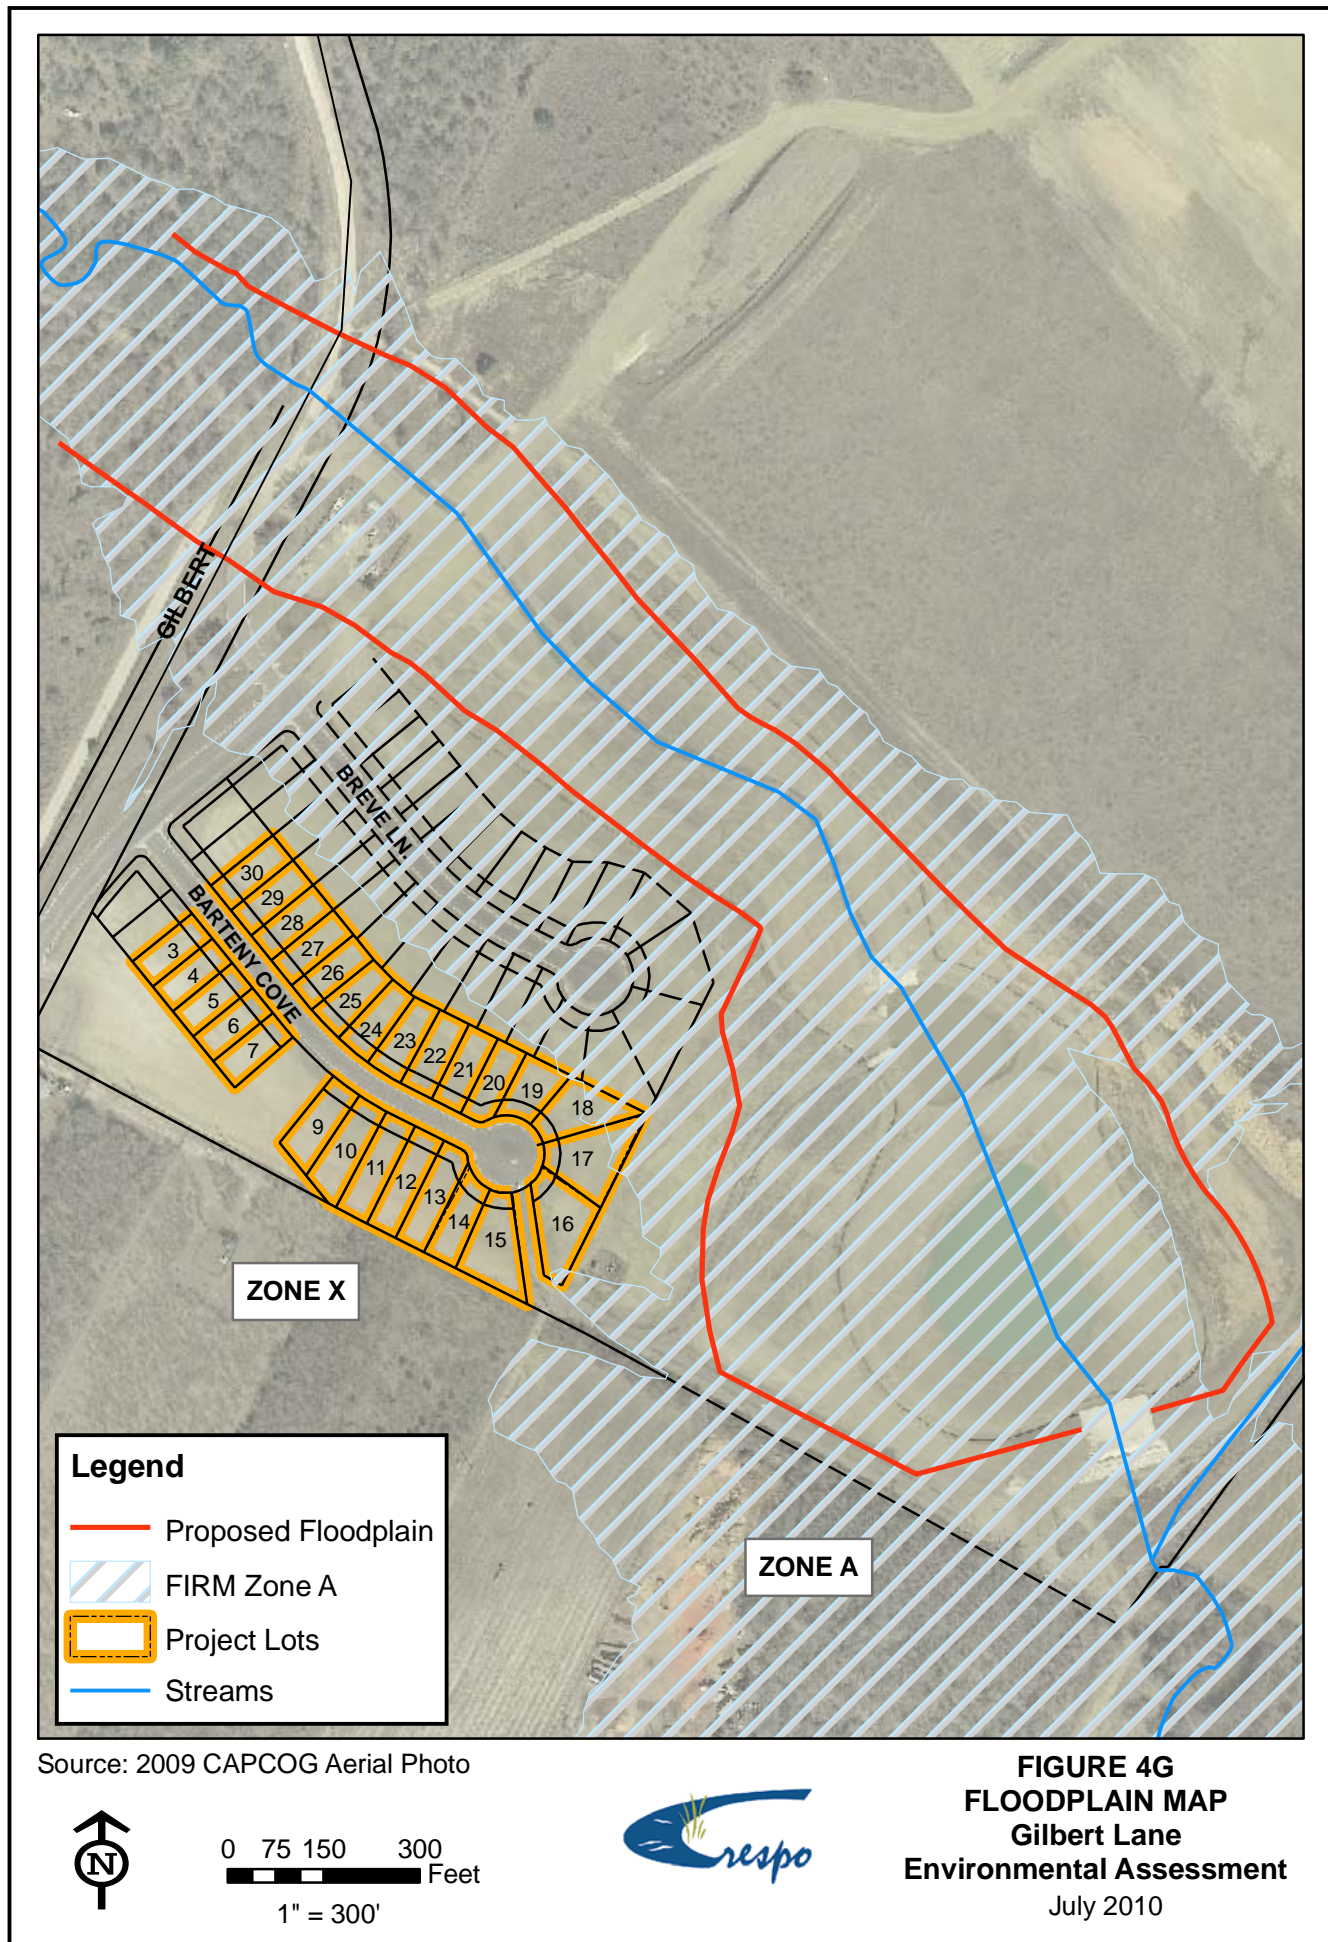 GILBERT
BREVE LN.
BARTENY COVE
30
29
28
27
26
25
24
23
22
21
20
19
18
17
16
15
14
13
12
11
10
9
3
4
5
6
7
ZONE X
ZONE A
Legend
Proposed Floodplain
FIRM Zone A
Project Lots
Streams
Source: 2009 CAPCOG Aerial Photo
N
0 75 150 300
Feet
1" = 300'
Crespo
FIGURE 4G
FLOODPLAIN MAP
Gilbert Lane
Environmental Assessment
July 2010